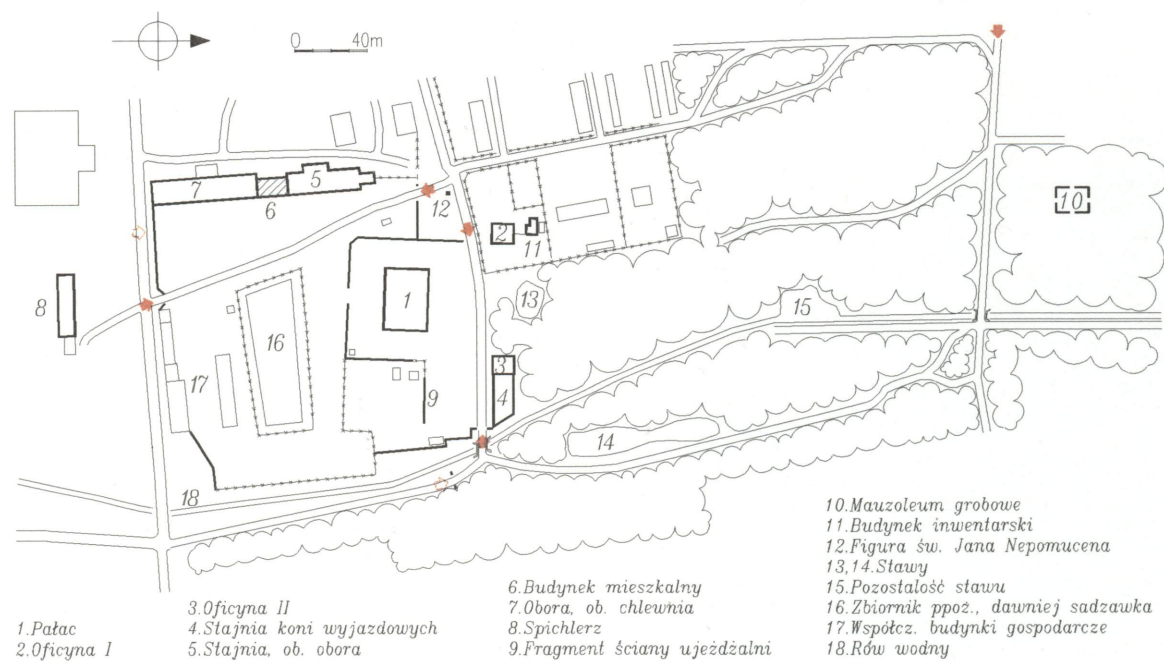 0 40m
7
5
6
12
2
11
10
8
1
13
15
16
3
17
9
4
14
18
1.Pałac
2.Oficyna I
3.Oficyna II
4.Stajnia koni wyjazdowych
5.Stajnia, ob. obora
6.Budynek mieszkalny
7.Obora, ob. chlewnia
8.Spichlerz
9.Fragment ściany ujeżdżalni
10.Mauzoleum grobowe
11.Budynek inwentarski
12.Figura św. Jana Nepomucena
13,14.Stawy
15.Pozostalość stawu
16.Zbiornik ppoż., dawniej sadzawka
17.Współcz. budynki gospodarcze
18.Rów wodny